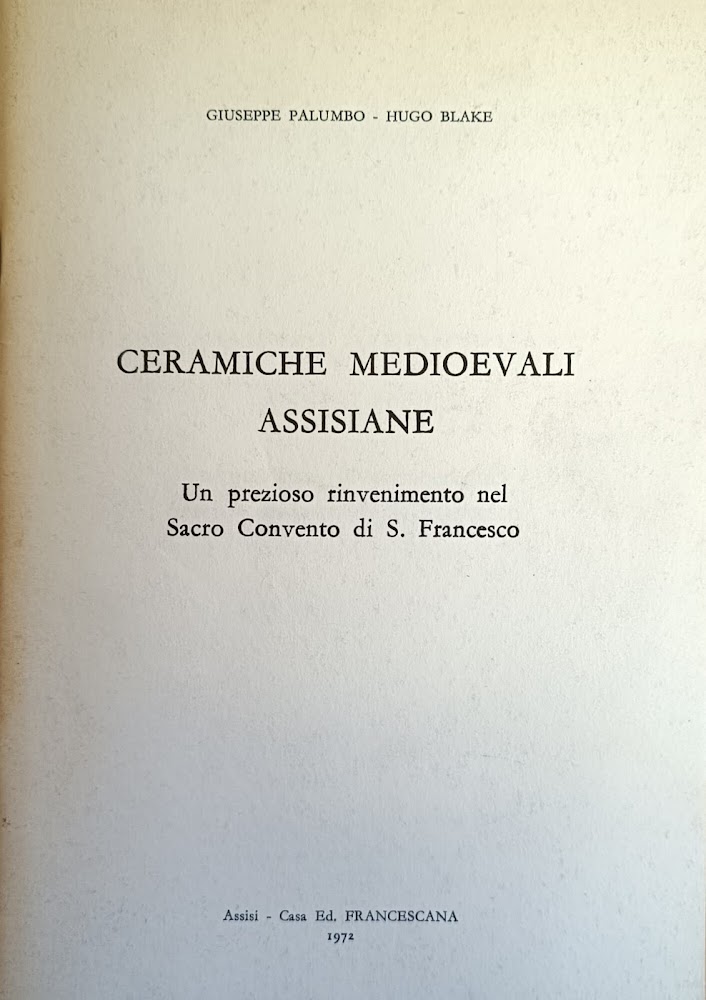 GIUSEPPE PALUMBO - HUGO BLAKE
CERAMICHE MEDIOEVALI
ASSISIANE
Un prezioso rinvenimento nel
Sacro Convento di S. Francesco
Assisi - Casa Ed. FRANCESCANA
1972